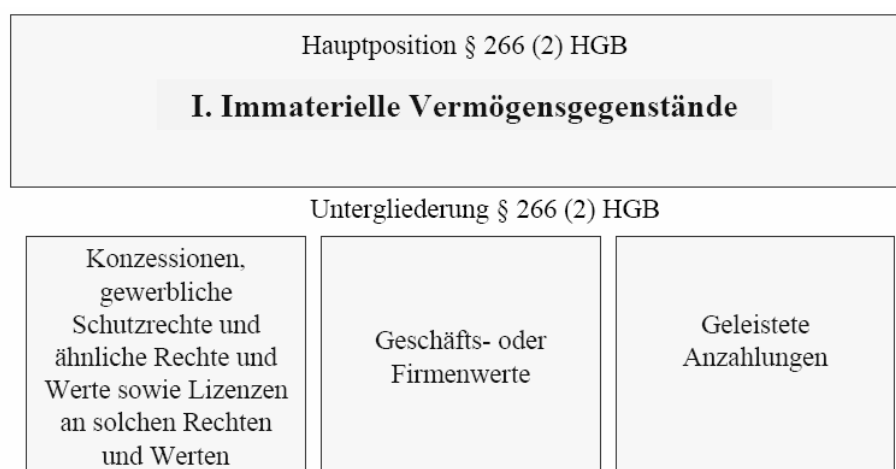 Hauptposition § 266 (2) HGB
I. Immaterielle Vermögensgegenstände
Untergliederung § 266 (2) HGB
Konzessionen,
gewerbliche
Schutzrechte und
ähnliche Rechte und
Werte sowie Lizenzen
an solchen Rechten
und Werten
Geschäfts- oder
Firmenwerte
Geleistete
Anzahlungen